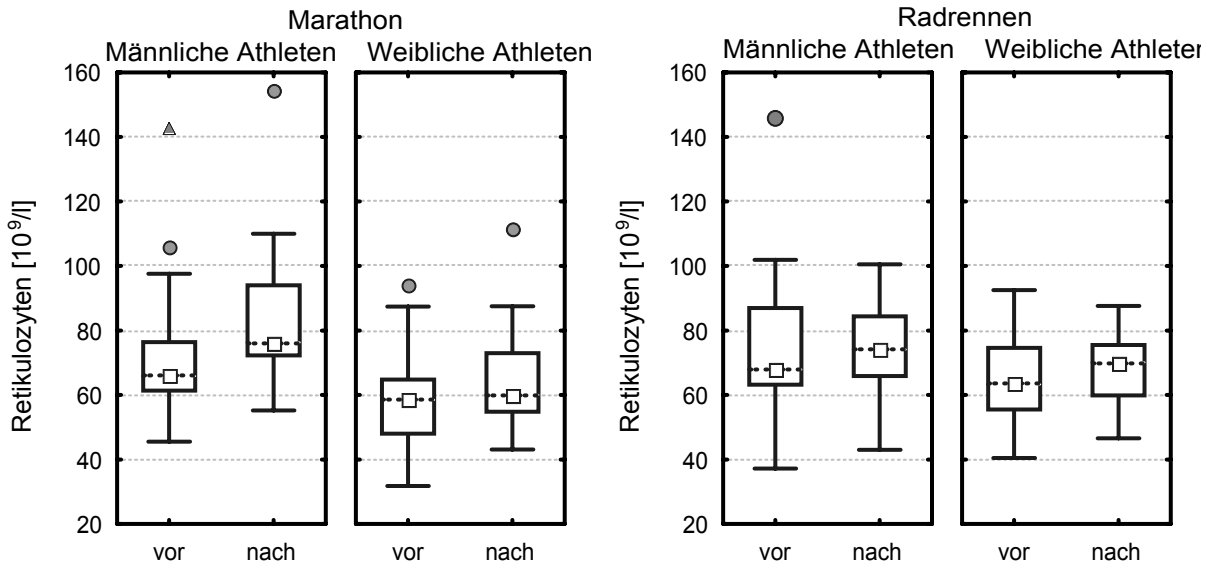 Marathon
Männliche Athleten Weibliche Athleten
Retikulozyten [10⁹/l]
160
140
120
100
80
60
40
20
vor nach vor nach
Radrennen
Männliche Athleten Weibliche Athleter
Retikulozyten [10⁹/l]
160
140
120
100
80
60
40
20
vor nach vor nach